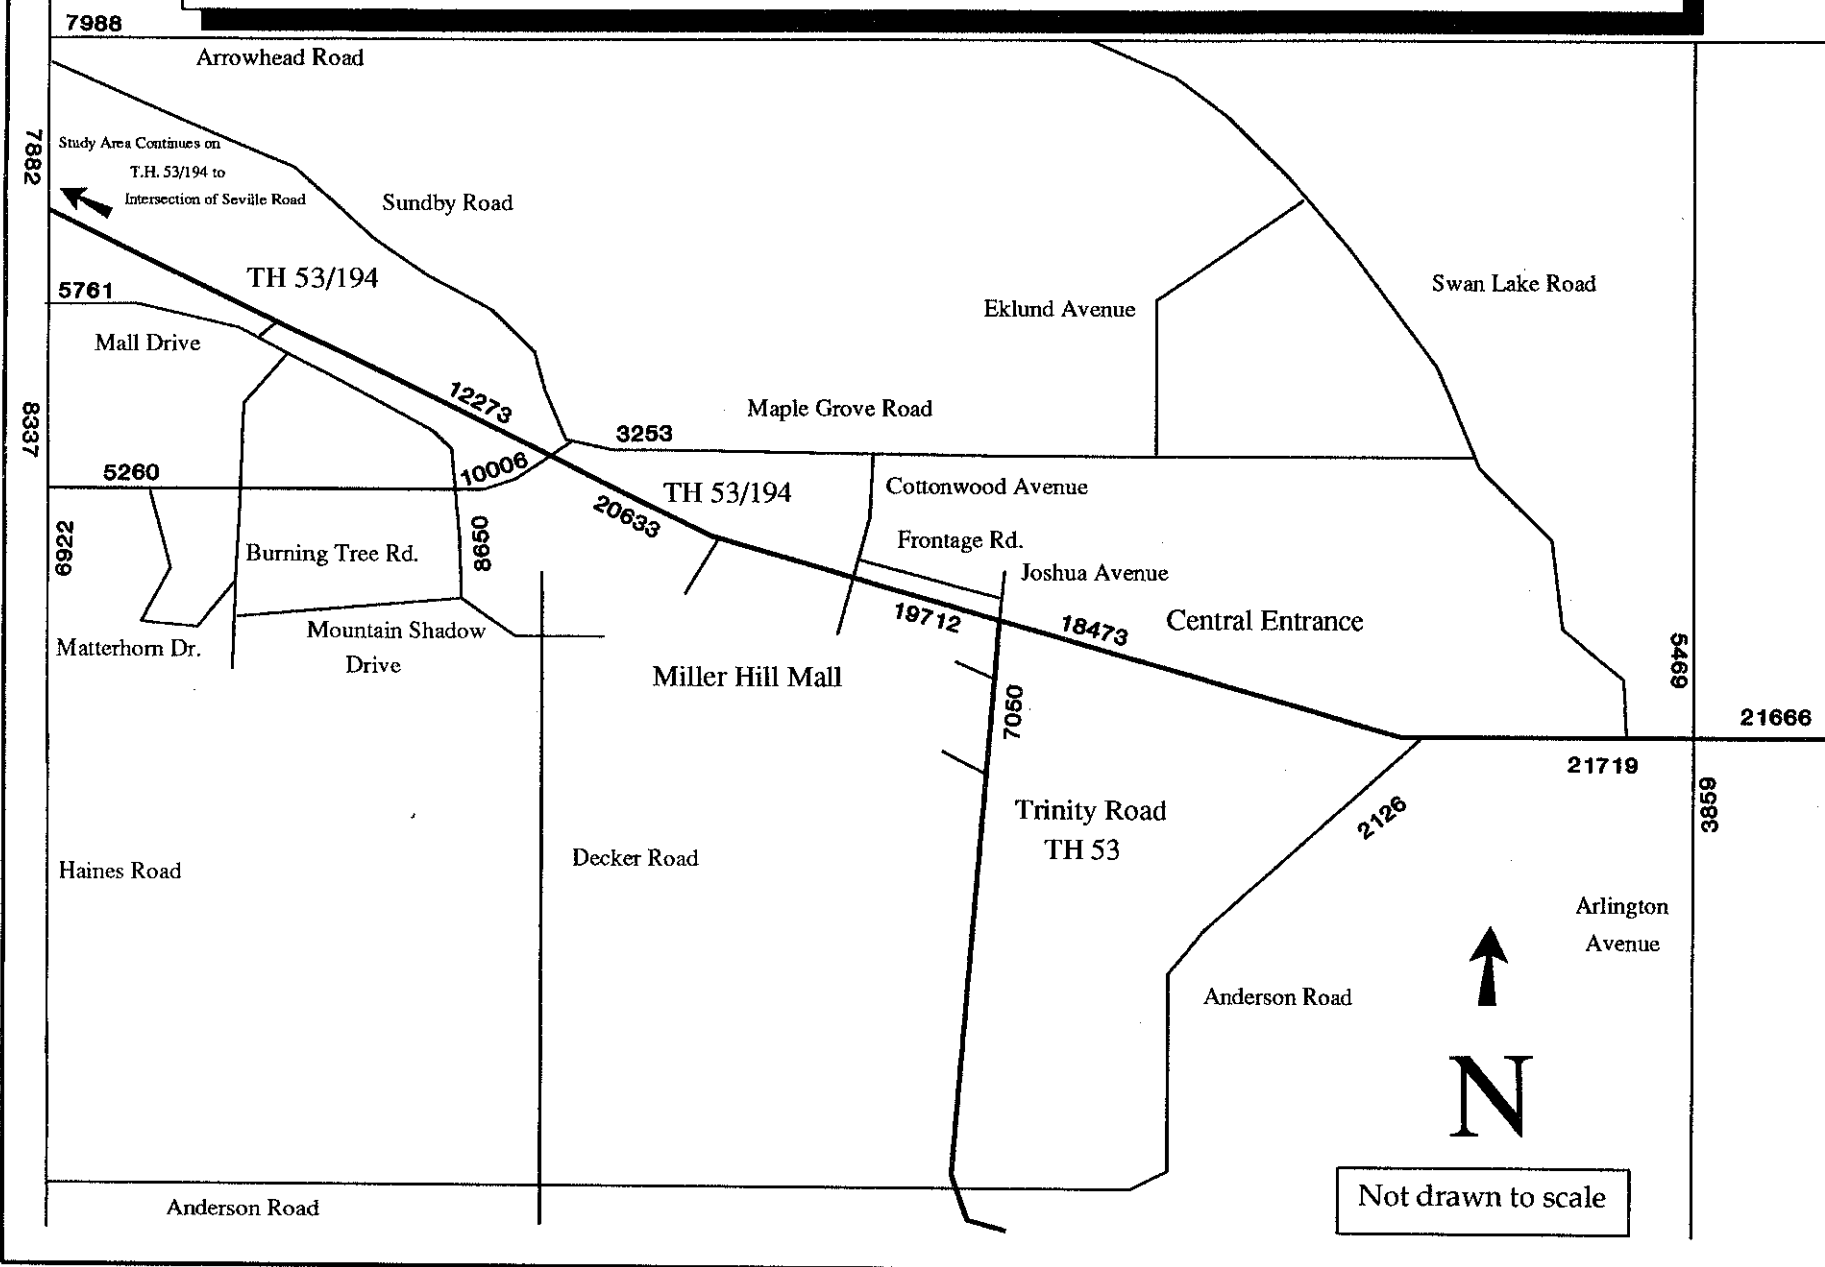 7988
Arrowhead Road
7882
Study Area Continues on
T.H. 53/194 to
Intersection of Seville Road
Sundby Road
TH 53/194
5761
Mall Drive
Eklund Avenue
Swan Lake Road
12273
8337
Maple Grove Road
3253
5260
10006
20633
TH 53/194
Cottonwood Avenue
6922
Burning Tree Rd.
8650
Frontage Rd.
Joshua Avenue
19712
18473
Central Entrance
Matterhorn Dr.
Mountain Shadow
Drive
Miller Hill Mall
7050
5469
21666
21719
2126
3859
Trinity Road
TH 53
Haines Road
Decker Road
Arlington
Avenue
Anderson Road
N
Not drawn to scale
Anderson Road